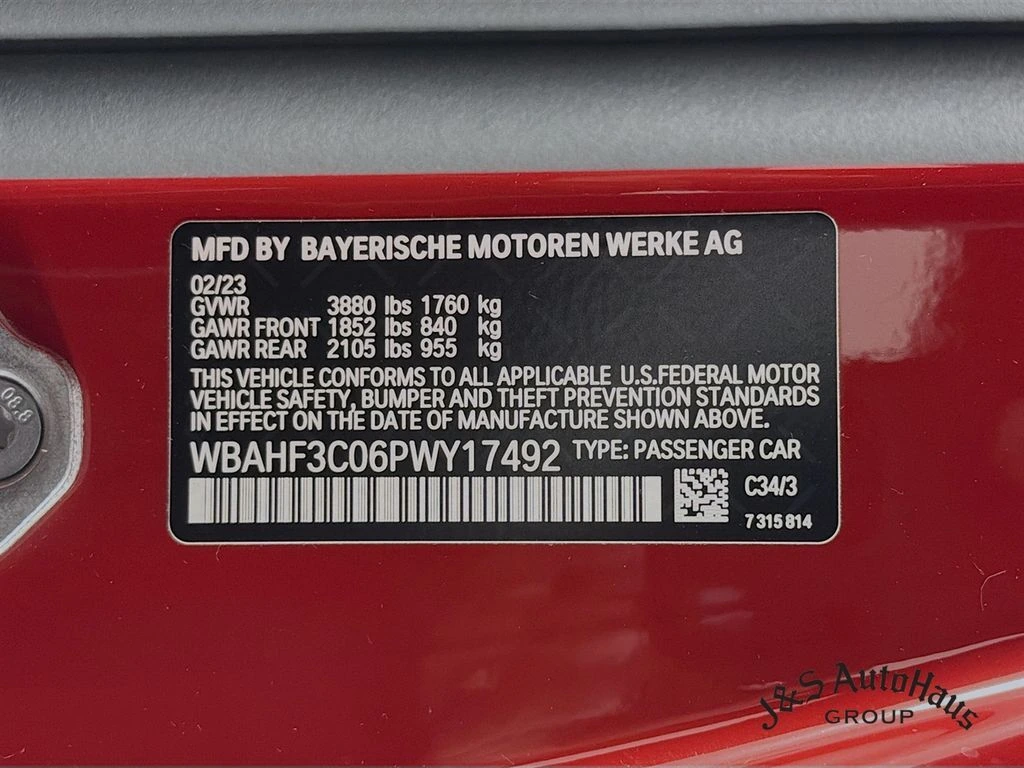 MFD BY BAYERISCHE MOTOREN WERKE AG
02/23
GVWR 3880 lbs 1760 kg
GAWR FRONT 1852 lbs 840 kg
GAWR REAR 2105 lbs 955 kg
THIS VEHICLE CONFORMS TO ALL APPLICABLE U.S.FEDERAL MOTOR
VEHICLE SAFETY, BUMPER AND THEFT PREVENTION STANDARDS
IN EFFECT ON THE DATE OF MANUFACTURE SHOWN ABOVE.
WBAHF3C06PWY17492 TYPE: PASSENGER CAR
C34/3
7315814
8.80
J&S AutoHaus
GROUP